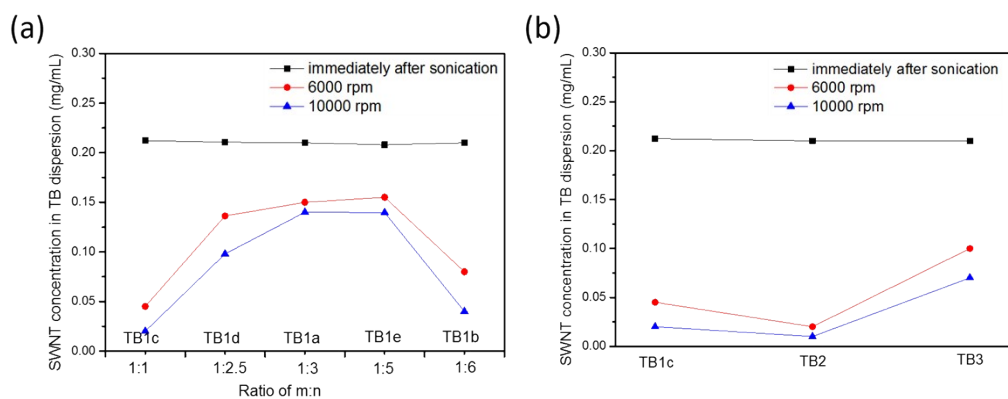 (a)
SWNT concentration in TB dispersion (mg/mL)
0.30
0.25
0.20
0.15
0.10
0.05
0.00
immediately after sonication
6000 rpm
10000 rpm
TB1c TB1d TB1a TB1e TB1b
1:1 1:2.5 1:3 1:5 1:6
Ratio of m:n
(b)
SWNT concentration in TB dispersion (mg/mL)
0.30
0.25
0.20
0.15
0.10
0.05
0.00
immediately after sonication
6000 rpm
10000 rpm
TB1c TB2 TB3